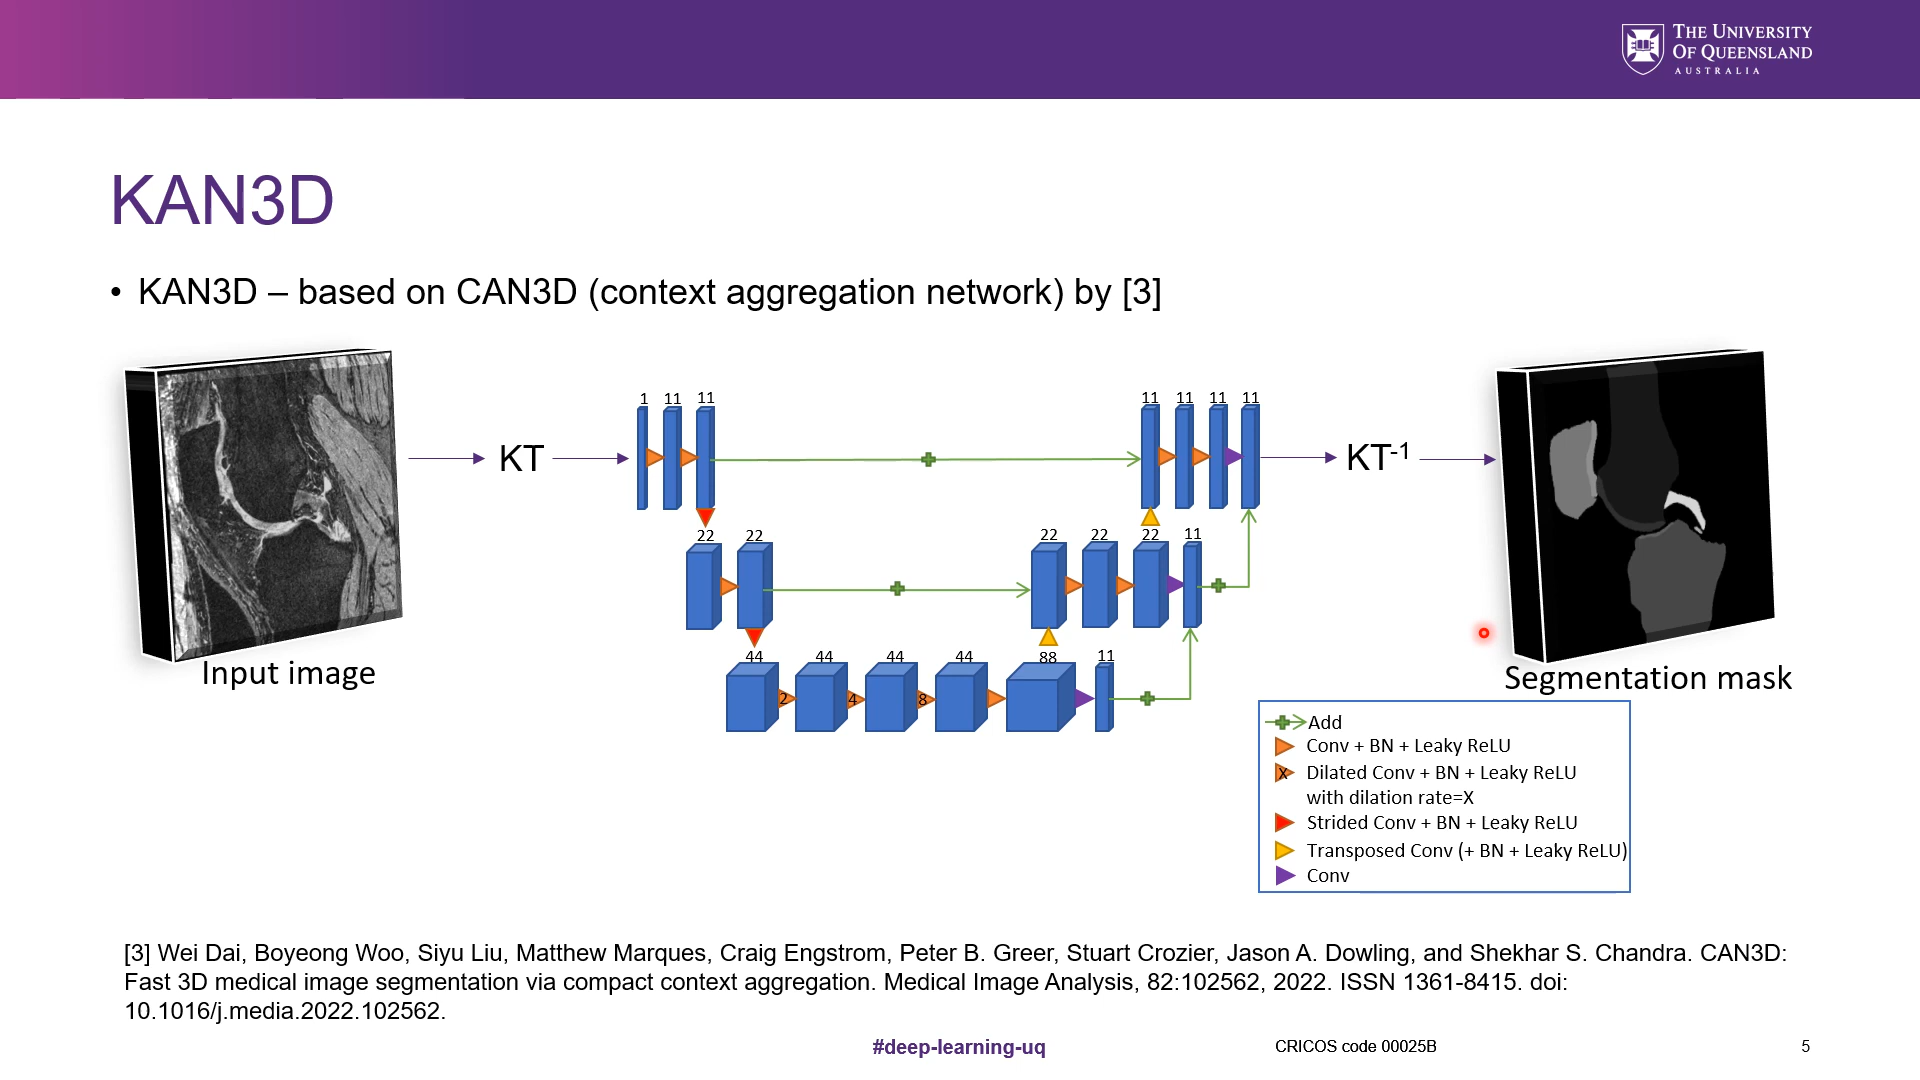 THE UNIVERSITY
OF QUEENSLAND
AUSTRALIA
KAN3D
• KAN3D – based on CAN3D (context aggregation network) by [3]
1 11 11
11 11 11 11
KT
KT-1
22 22
22 22 22 11
44 44 44 44 88 11
2 4 8
Input image
Segmentation mask
Add
Conv + BN + Leaky ReLU
X Dilated Conv + BN + Leaky ReLU
with dilation rate=X
Strided Conv + BN + Leaky ReLU
Transposed Conv (+ BN + Leaky ReLU)
Conv
[3] Wei Dai, Boyeong Woo, Siyu Liu, Matthew Marques, Craig Engstrom, Peter B. Greer, Stuart Crozier, Jason A. Dowling, and Shekhar S. Chandra. CAN3D:
Fast 3D medical image segmentation via compact context aggregation. Medical Image Analysis, 82:102562, 2022. ISSN 1361-8415. doi:
10.1016/j.media.2022.102562.
#deep-learning-uq
CRICOS code 00025B
5